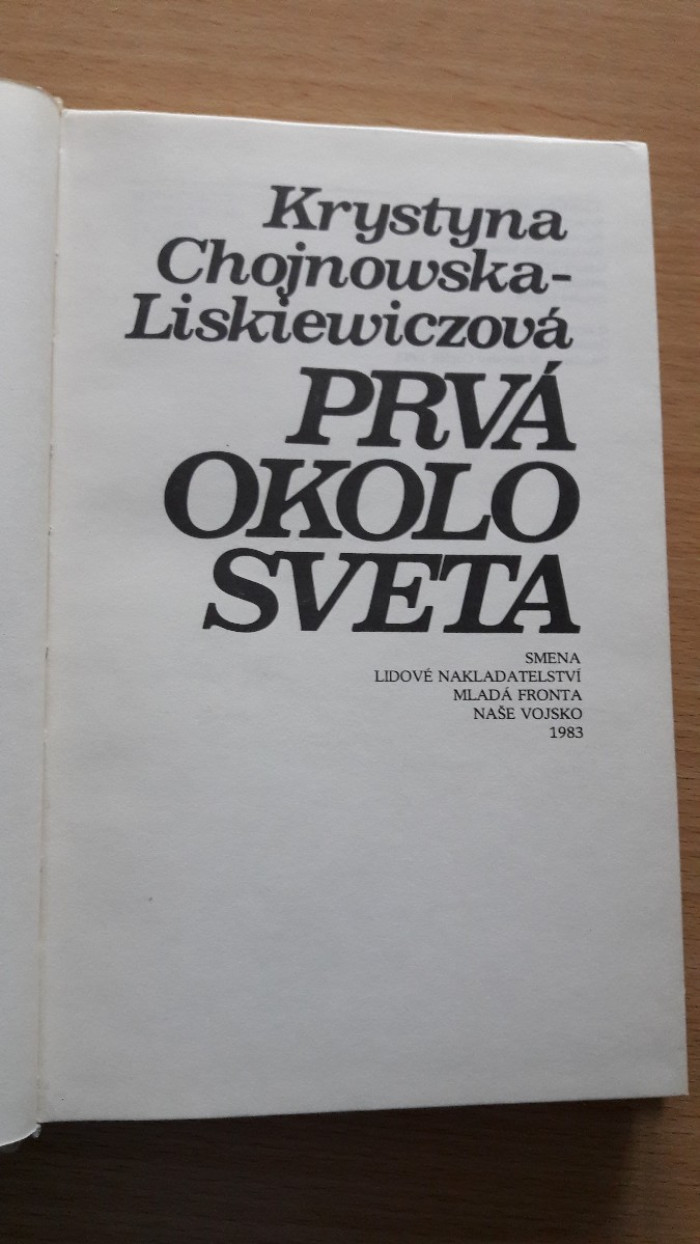 Krystyna
Chojnowska-
Liskiewiczová
PRVÁ
OKOLO
SVETA
SMENA
LIDOVÉ NAKLADATELSTVÍ
MLADÁ FRONTA
NAŠE VOJSKO
1983